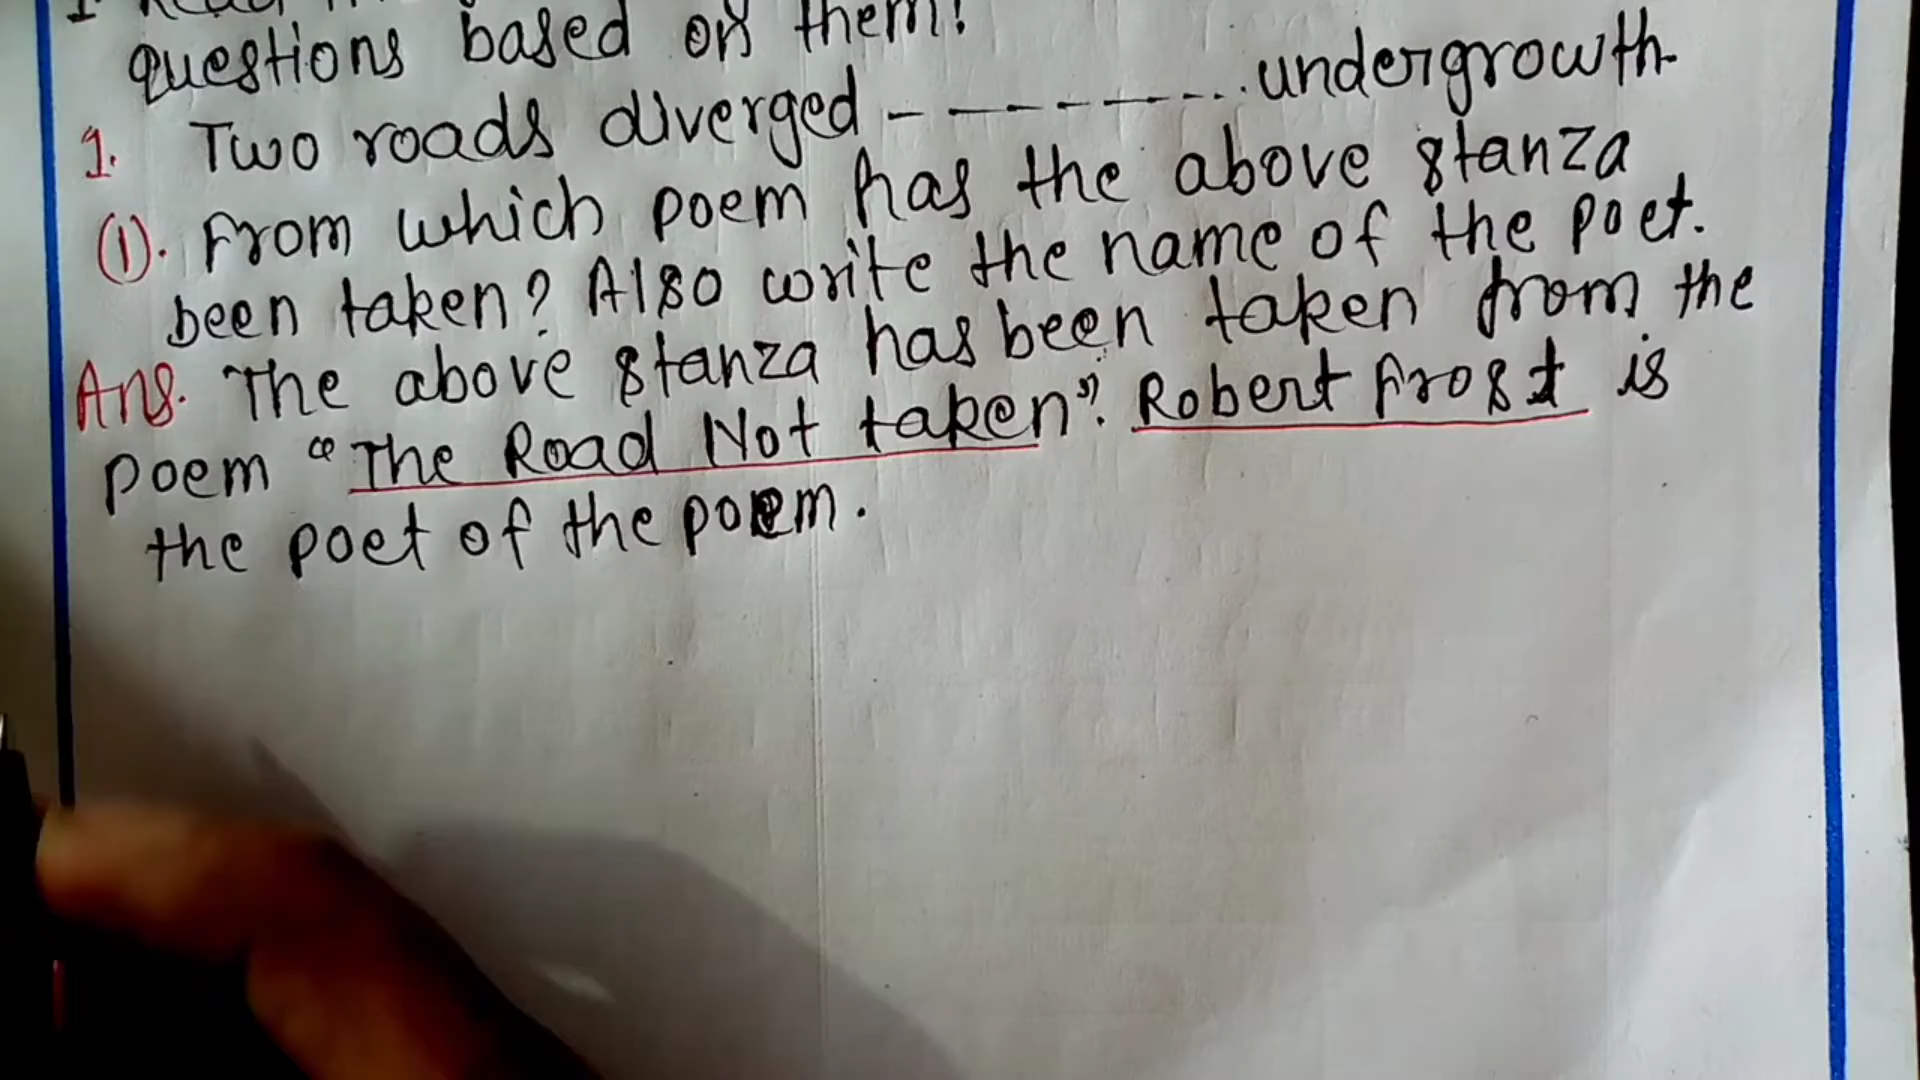 questions based on them!
1. Two roads diverged - - - - - - - ... undergrowth
(1). From which poem has the above stanza
been taken? Also write the name of the poet.
Ans. The above stanza has been taken from the
poem "The Road Not taken". Robert Frost is
the poet of the poem.